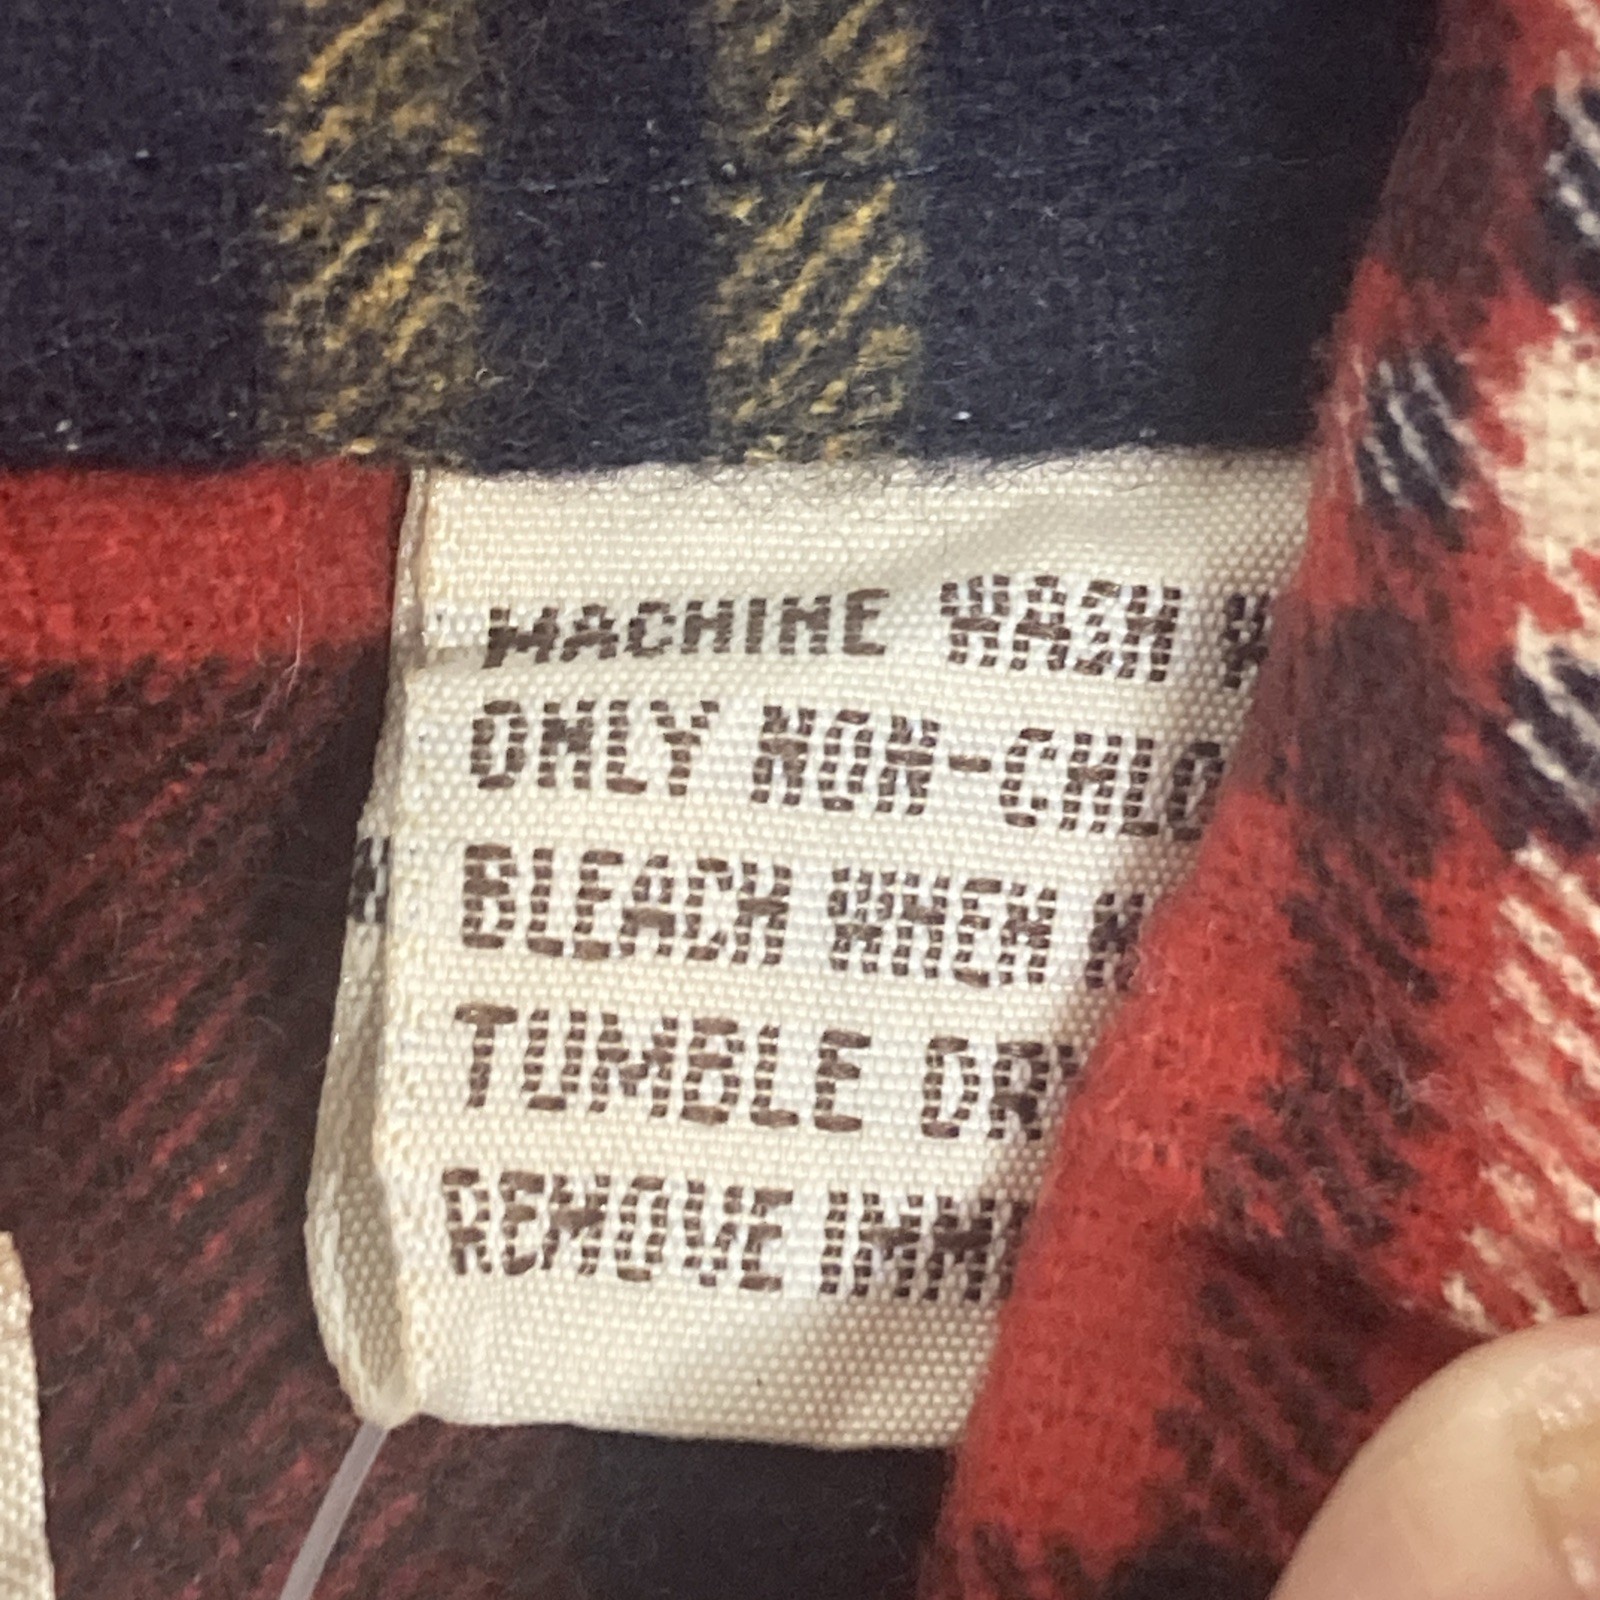 MACHINE WASH W
ONLY NON-CHLO
BLEACH WHEN N
TUMBLE DR
REMOVE IMM